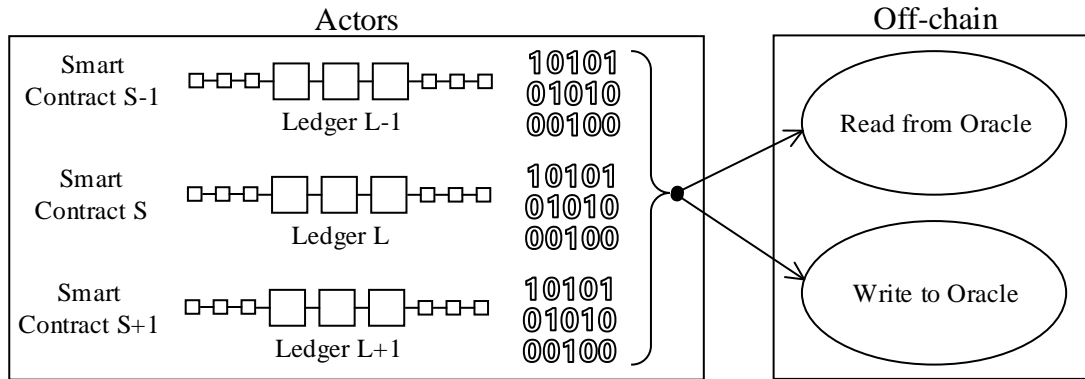 Actors
Off-chain
Smart
Contract S-1
Ledger L-1
10101
01010
00100
Smart
Contract S
Ledger L
10101
01010
00100
Smart
Contract S+1
Ledger L+1
10101
01010
00100
Read from Oracle
Write to Oracle